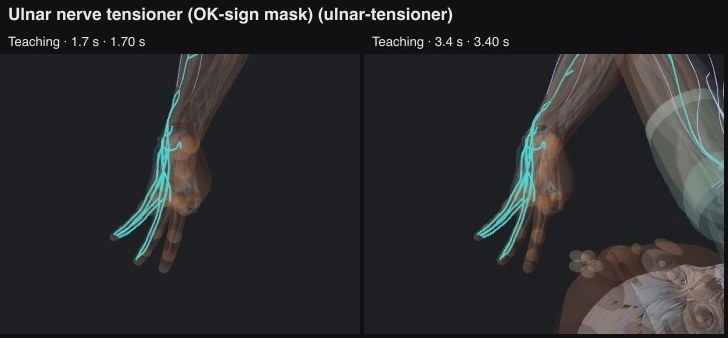 Ulnar nerve tensioner (OK-sign mask) (ulnar-tensioner)
Teaching · 1.7 s · 1.70 s
Teaching · 3.4 s · 3.40 s